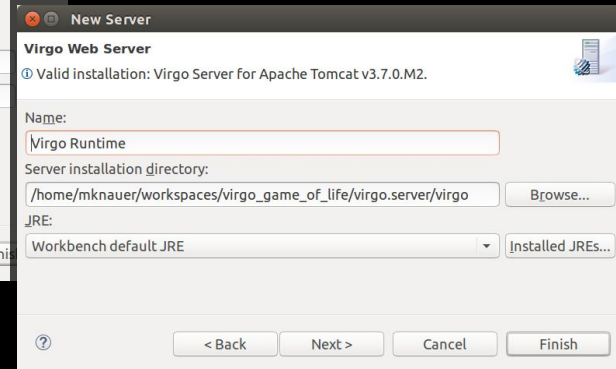 New Server
Virgo Web Server
Valid installation: Virgo Server for Apache Tomcat v3.7.0.M2.
Name:
Virgo Runtime
Server installation directory:
/home/mknauer/workspaces/virgo_game_of_life/virgo.server/virgo
Browse...
JRE:
Workbench default JRE
Installed JREs...
< Back
Next >
Cancel
Finish